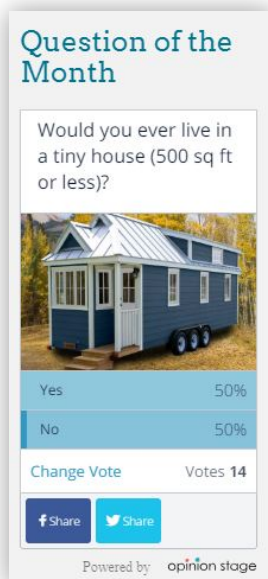 Question of the
Month
Would you ever live in
a tiny house (500 sq ft
or less)?
Yes 50%
No 50%
Change Vote Votes 14
f Share Share
Powered by opinion stage